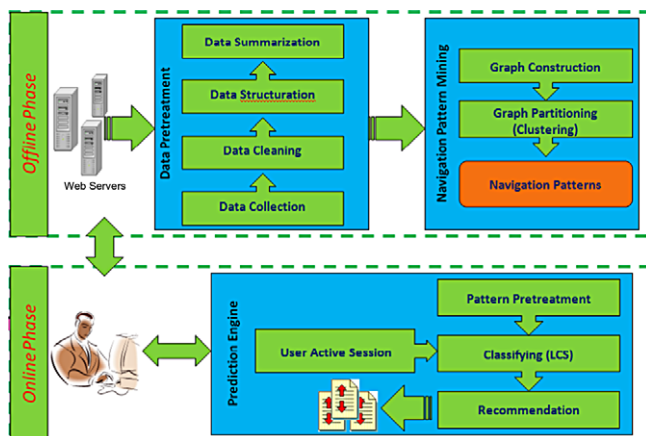 Offline Phase
Web Servers
Data Pretreatment
Data Summarization
Data Structuration
Data Cleaning
Data Collection
Navigation Pattern Mining
Graph Construction
Graph Partitioning
(Clustering)
Navigation Patterns
Online Phase
Prediction Engine
Pattern Pretreatment
User Active Session
Classifying (LCS)
Recommendation